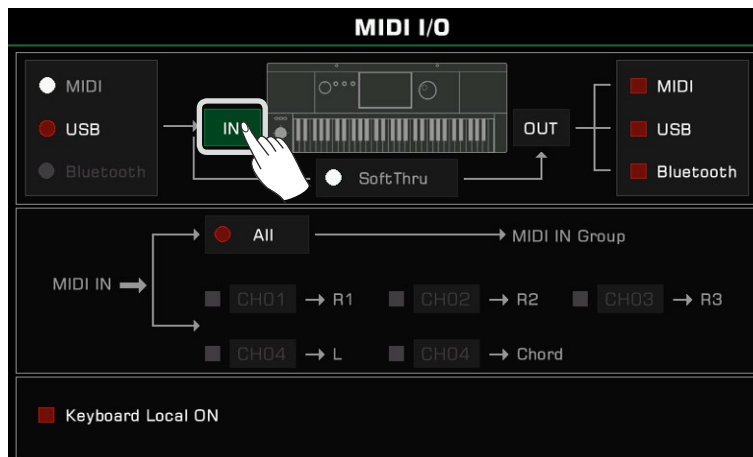 MIDI I/O
MIDI
USB
Bluetooth
IN
SoftThru
OUT
MIDI
USB
Bluetooth
All
MIDI IN Group
MIDI IN
CH01 R1
CH02 R2
CH03 R3
CH04 L
CH04 Chord
Keyboard Local ON